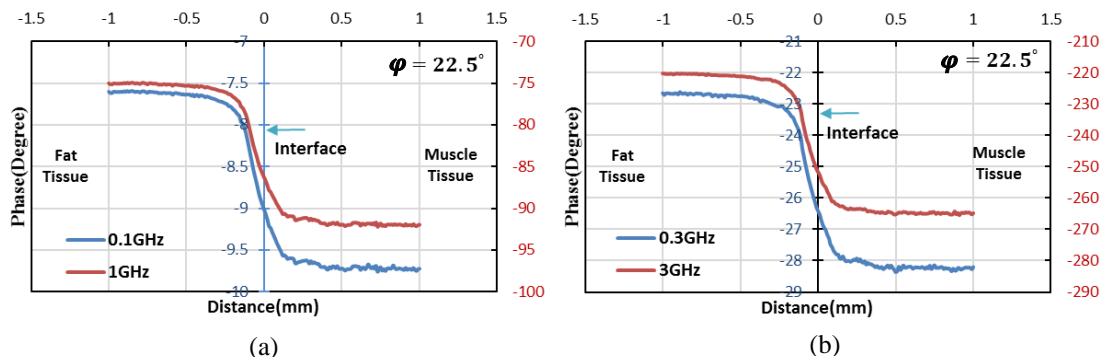 -1.5 -1 -0.5 0 0.5 1 1.5
-7 -70
φ = 22.5°
-7.5 -75
-8 -80
Interface
Fat
Tissue
Muscle
Tissue
-8.5 -85
-9 -90
0.1GHz
-9.5 -95
1GHz
-10 -100
Phase(Degree)
Distance(mm)
(a)
-1.5 -1 -0.5 0 0.5 1 1.5
-21 -210
φ = 22.5°
-22 -220
-23 -230
Interface
-24 -240
Fat
Tissue
Muscle
Tissue
-25 -250
-26 -260
-27 -270
0.3GHz
-28 -280
3GHz
-29 -290
Phase(Degree)
Distance(mm)
(b)